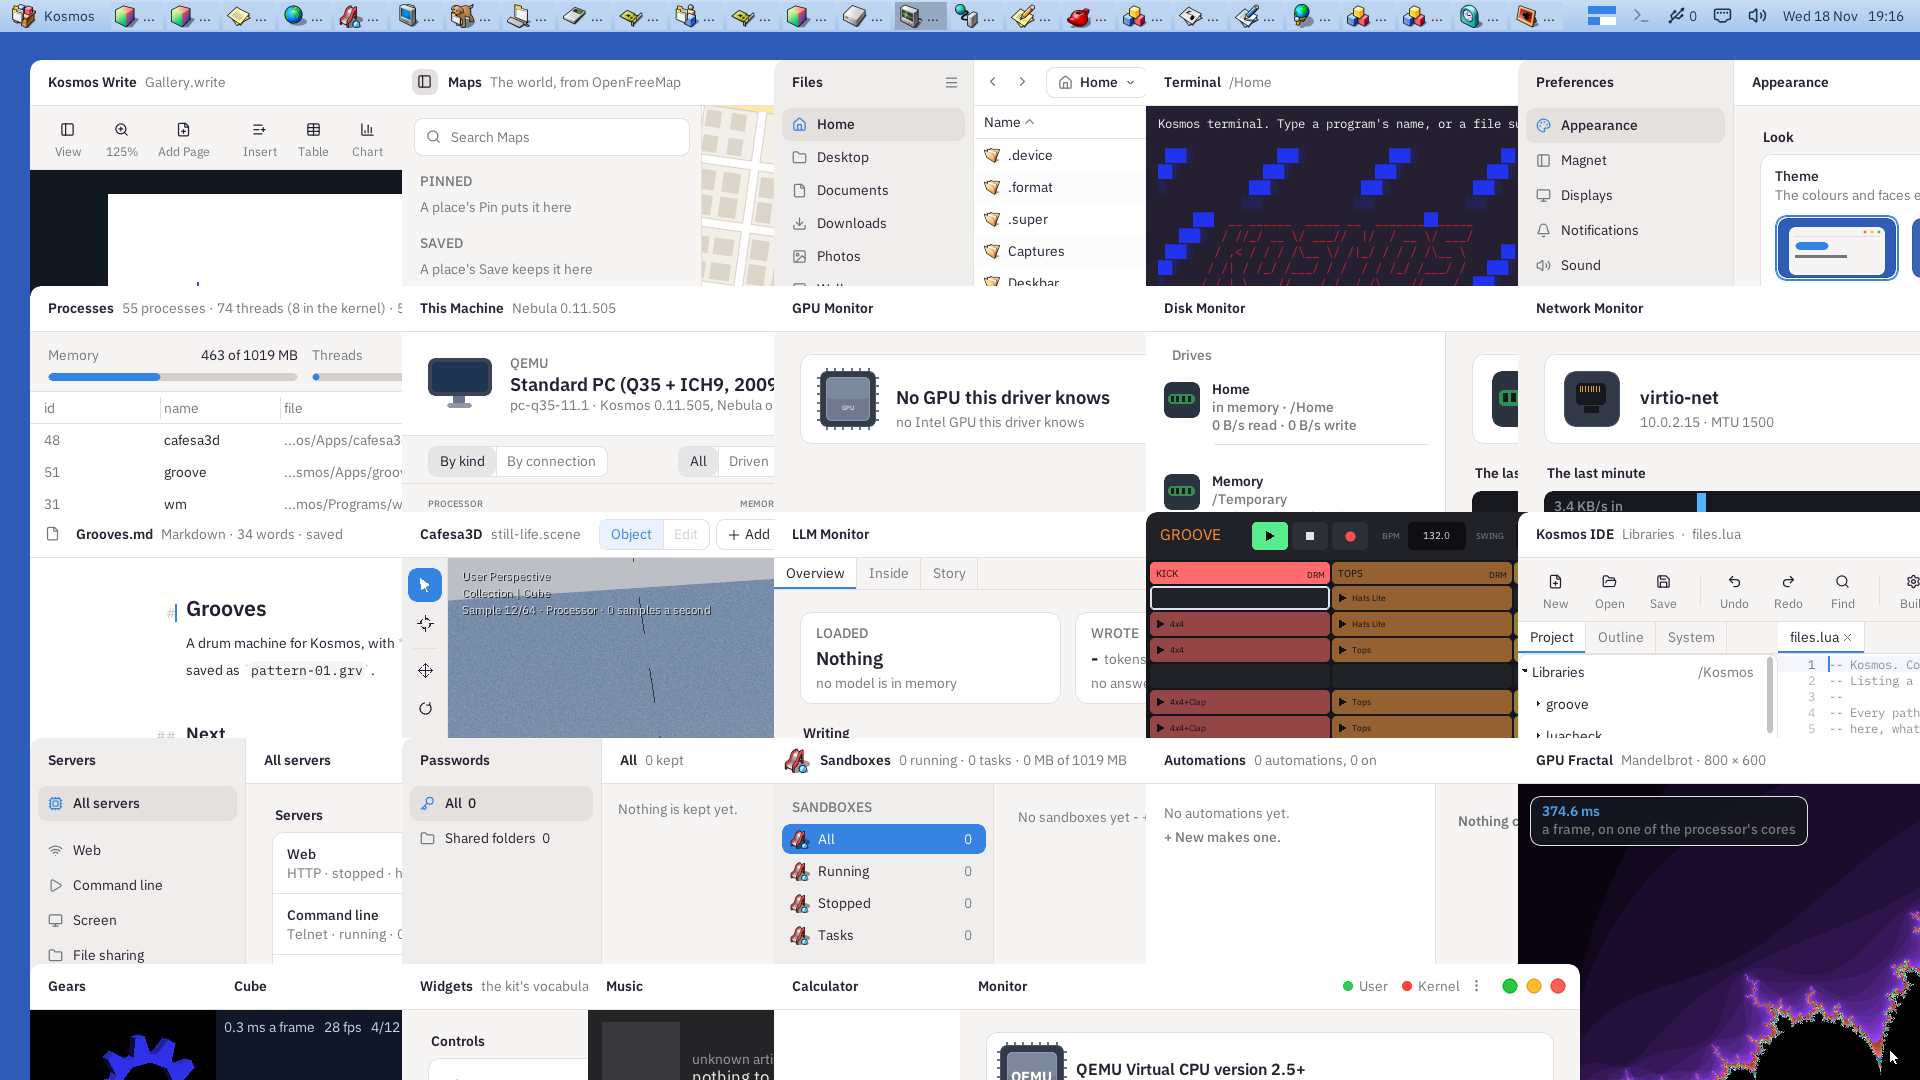 Kosmos ... ... ... ... ... ... ... ... ... ... ... ... ... ... ... ... ... ... ... ... ... ... ... ... ... ... 0 Wed 18 Nov 19:16
Kosmos Write Gallery.write
View 125% Add Page Insert Table Chart
Maps The world, from OpenFreeMap
Search Maps
PINNED
A place's Pin puts it here
SAVED
A place's Save keeps it here
Files
Home
Desktop
Documents
Downloads
Photos
Home
Name
.device
.format
.super
Captures
Deskbar
Terminal /Home
Kosmos terminal. Type a program's name, or a file su
Preferences
Appearance
Magnet
Displays
Notifications
Sound
Appearance
Look
Theme
The colours and faces e
Processes 55 processes · 74 threads (8 in the kernel) · 5
Memory 463 of 1019 MB Threads
id name file
48 cafesa3d ...os/Apps/cafesa3
51 groove ...smos/Apps/groov
31 wm ...mos/Programs/w
This Machine Nebula 0.11.505
QEMU
Standard PC (Q35 + ICH9, 2009
pc-q35-11.1 · Kosmos 0.11.505, Nebula 0
By kind By connection All Driven
PROCESSOR MEMOR
GPU Monitor
GPU
No GPU this driver knows
no Intel GPU this driver knows
Disk Monitor
Drives
Home
in memory · /Home
0 B/s read · 0 B/s write
Memory
/Temporary
The las
Network Monitor
virtio-net
10.0.2.15 · MTU 1500
The last minute
3.4 KB/s in
Grooves.md Markdown · 34 words · saved
# Grooves
A drum machine for Kosmos, with *
saved as `pattern-01.grv`.
## Next
Cafesa3D still-life.scene Object Edit + Add
User Perspective
Collection | Cube
Sample 12/64 · Processor · 0 samples a second
LLM Monitor
Overview Inside Story
LOADED
Nothing
no model is in memory
WROTE
- tokens
no answe
Writing
GROOVE BPM 132.0 SWING
KICK DRM TOPS DRM
Hats Lite
4x4 Hats Lite
4x4 Tops
4x4+Clap Tops
4x4+Clap Tops
Kosmos IDE Libraries · files.lua
New Open Save Undo Redo Find Buil
Project Outline System files.lua
Libraries /Kosmos
groove
luacheck
1 -- Kosmos. Co
2 -- Listing a
3 --
4 -- Every path
5 -- here, what
Servers
All servers
Web
Command line
Screen
File sharing
All servers
Servers
Web
HTTP · stopped · h
Command line
Telnet · running · 0
Passwords
All 0
Shared folders 0
All 0 kept
Nothing is kept yet.
Sandboxes 0 running · 0 tasks · 0 MB of 1019 MB
SANDBOXES
All 0
Running 0
Stopped 0
Tasks 0
No sandboxes yet - +
Automations 0 automations, 0 on
No automations yet.
+ New makes one.
Nothing c
GPU Fractal Mandelbrot · 800 × 600
374.6 ms
a frame, on one of the processor's cores
Gears
Cube
0.3 ms a frame 28 fps 4/12
Widgets the kit's vocabula
Controls
Music
unknown arti
nothing to
Calculator
Monitor User Kernel
QEMU
QEMU Virtual CPU version 2.5+